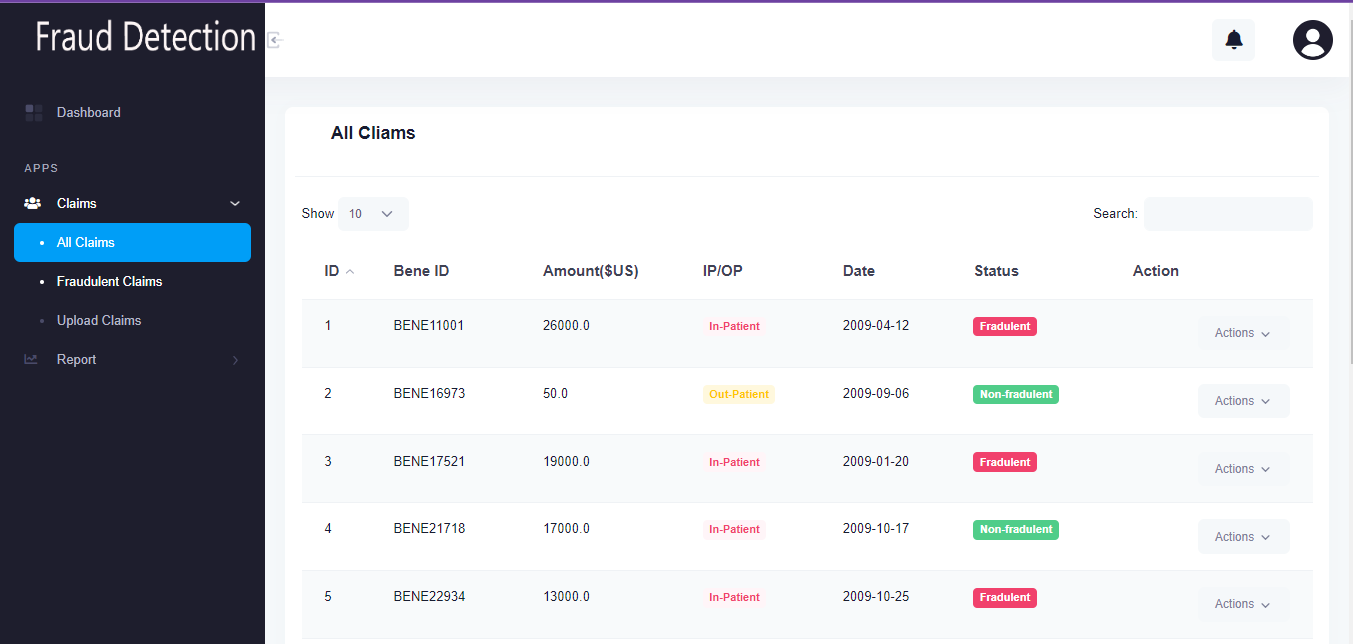 Fraud Detection
Dashboard
APPS
Claims
All Claims
Fraudulent Claims
Upload Claims
Report
All Cliams
Show 10 Search:
ID Bene ID Amount($US) IP/OP Date Status Action
1 BENE11001 26000.0 In-Patient 2009-04-12 Fradulent Actions
2 BENE16973 50.0 Out-Patient 2009-09-06 Non-fradulent Actions
3 BENE17521 19000.0 In-Patient 2009-01-20 Fradulent Actions
4 BENE21718 17000.0 In-Patient 2009-10-17 Non-fradulent Actions
5 BENE22934 13000.0 In-Patient 2009-10-25 Fradulent Actions